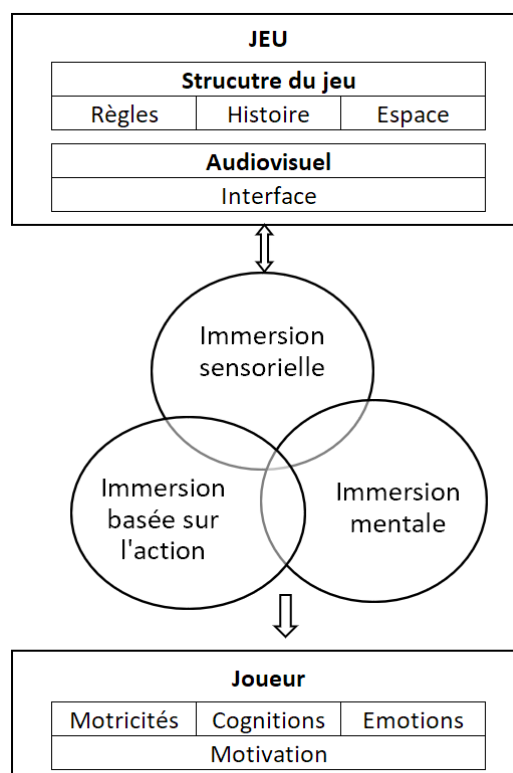 JEU
Strucutre du jeu
Règles Histoire Espace
Audiovisuel
Interface
Immersion
sensorielle
Immersion
basée sur
l'action
Immersion
mentale
Joueur
Motricités Cognitions Emotions
Motivation